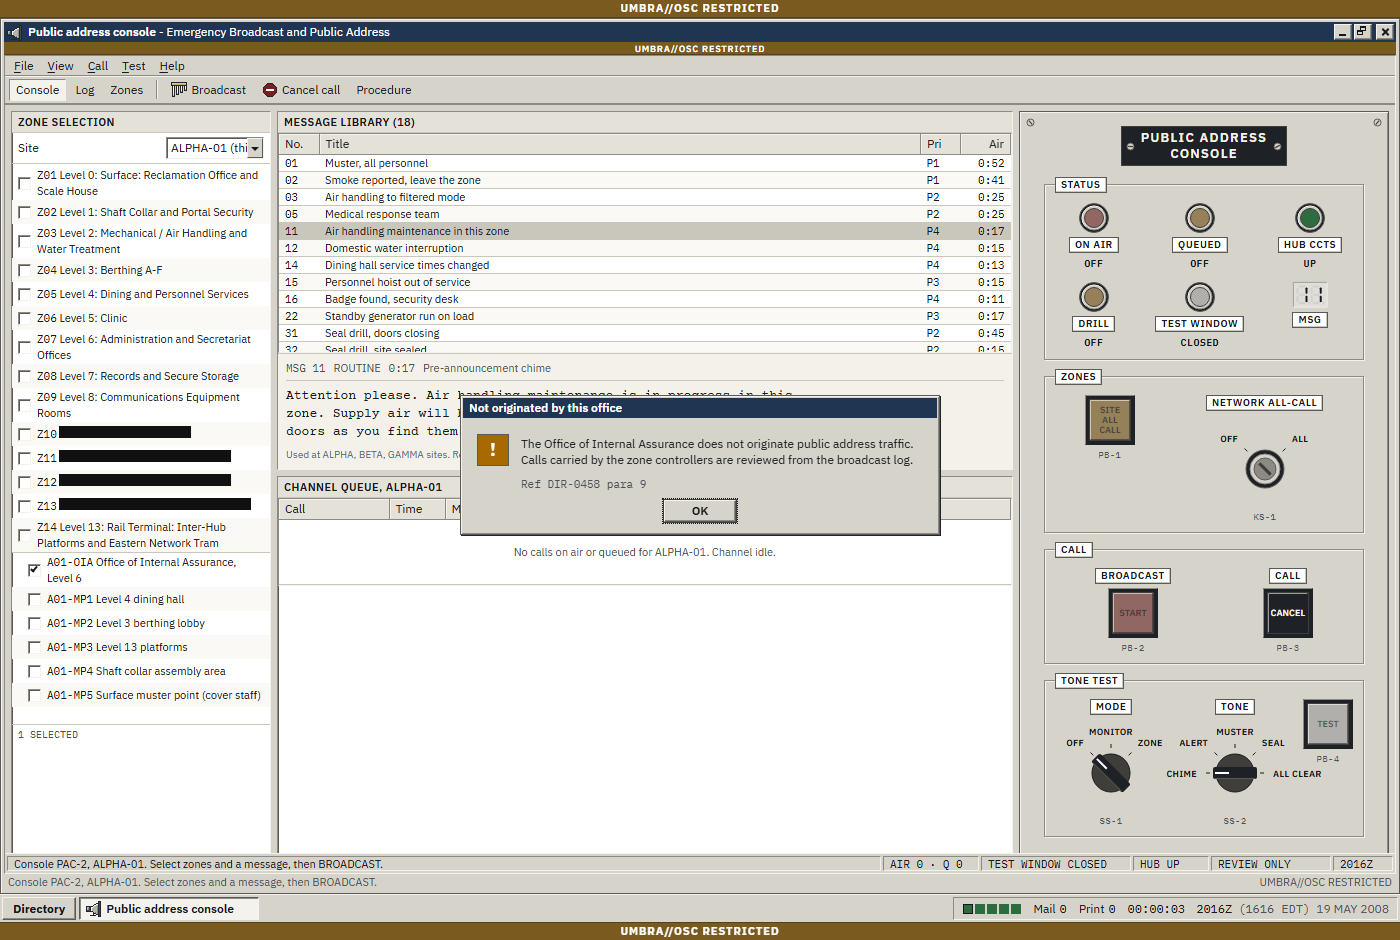 UMBRA//OSC RESTRICTED
Public address console - Emergency Broadcast and Public Address
UMBRA//OSC RESTRICTED
File View Call Test Help
Console Log Zones Broadcast Cancel call Procedure
ZONE SELECTION
Site ALPHA-01 (thi
Z01 Level 0: Surface: Reclamation Office and
Scale House
Z02 Level 1: Shaft Collar and Portal Security
Z03 Level 2: Mechanical / Air Handling and
Water Treatment
Z04 Level 3: Berthing A-F
Z05 Level 4: Dining and Personnel Services
Z06 Level 5: Clinic
Z07 Level 6: Administration and Secretariat
Offices
Z08 Level 7: Records and Secure Storage
Z09 Level 8: Communications Equipment
Rooms
Z10
Z11
Z12
Z13
Z14 Level 13: Rail Terminal: Inter-Hub
Platforms and Eastern Network Tram
A01-OIA Office of Internal Assurance,
Level 6
A01-MP1 Level 4 dining hall
A01-MP2 Level 3 berthing lobby
A01-MP3 Level 13 platforms
A01-MP4 Shaft collar assembly area
A01-MP5 Surface muster point (cover staff)
1 SELECTED
MESSAGE LIBRARY (18)
No. Title Pri Air
01 Muster, all personnel P1 0:52
02 Smoke reported, leave the zone P1 0:41
03 Air handling to filtered mode P2 0:25
05 Medical response team P2 0:25
11 Air handling maintenance in this zone P4 0:17
12 Domestic water interruption P4 0:15
14 Dining hall service times changed P4 0:13
15 Personnel hoist out of service P3 0:15
16 Badge found, security desk P4 0:11
22 Standby generator run on load P3 0:17
31 Seal drill, doors closing P2 0:45
32 Seal drill, site sealed P2 0:15
MSG 11 ROUTINE 0:17 Pre-announcement chime
Attention please. Air handling maintenance is in progress in this
zone. Supply air will
doors as you find them
Used at ALPHA, BETA, GAMMA sites.
Not originated by this office
The Office of Internal Assurance does not originate public address traffic.
Calls carried by the zone controllers are reviewed from the broadcast log.
Ref DIR-0458 para 9
OK
CHANNEL QUEUE, ALPHA-01
Call Time
No calls on air or queued for ALPHA-01. Channel idle.
PUBLIC ADDRESS
CONSOLE
STATUS
ON AIR QUEUED HUB CCTS
OFF OFF UP
11
DRILL TEST WINDOW MSG
OFF CLOSED
ZONES
SITE
ALL
CALL
PB-1
NETWORK ALL-CALL
OFF ALL
KS-1
CALL
BROADCAST CALL
START CANCEL
PB-2 PB-3
TONE TEST
MODE TONE
MONITOR MUSTER
OFF ZONE ALERT SEAL
CHIME ALL CLEAR
TEST
PB-4
SS-1 SS-2
Console PAC-2, ALPHA-01. Select zones and a message, then BROADCAST. AIR 0 · Q 0 TEST WINDOW CLOSED HUB UP REVIEW ONLY 2016Z
Console PAC-2, ALPHA-01. Select zones and a message, then BROADCAST. UMBRA//OSC RESTRICTED
Directory Public address console Mail 0 Print 0 00:00:03 2016Z (1616 EDT) 19 MAY 2008
UMBRA//OSC RESTRICTED